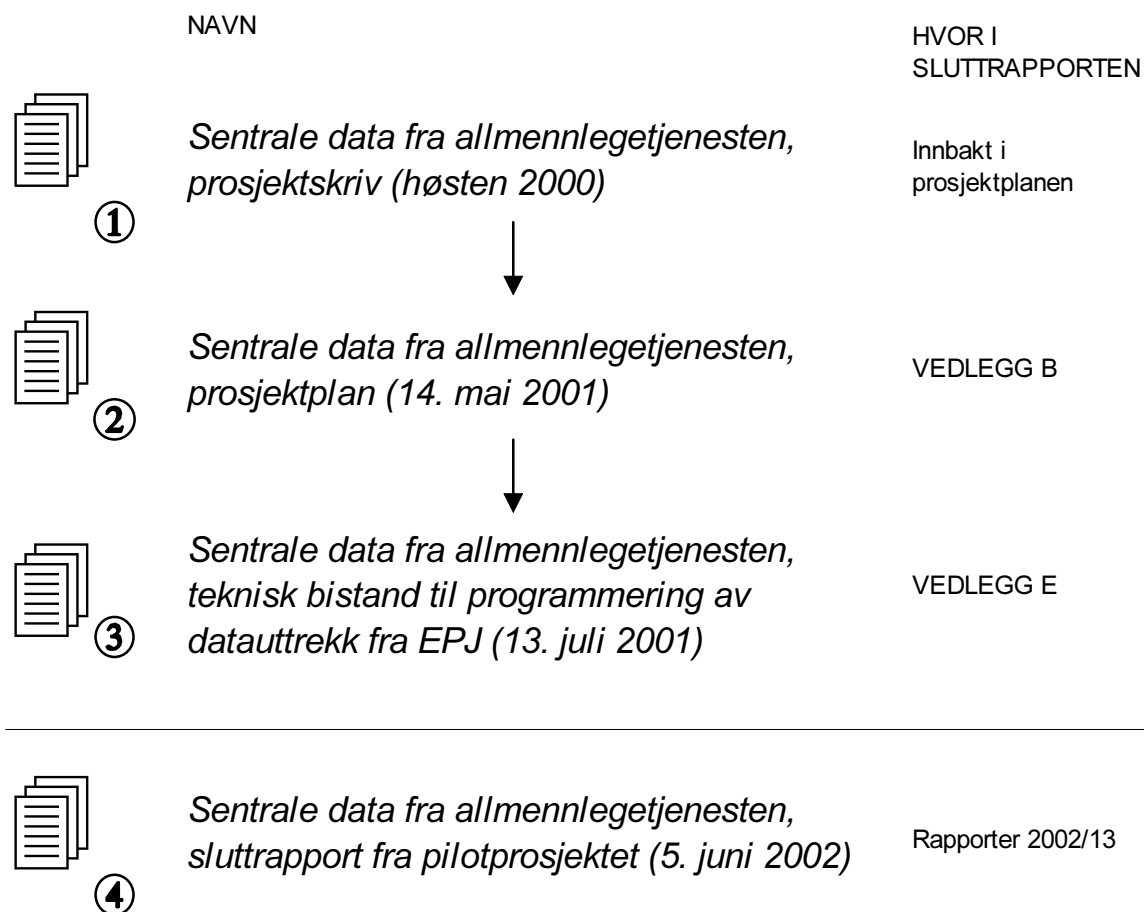 NAVN
HVOR I
SLUTTRAPPORTEN
Sentrale data fra allmennlegetjenesten,
prosjektskriv (høsten 2000)
Innbakt i
prosjektplanen
①
Sentrale data fra allmennlegetjenesten,
prosjektplan (14. mai 2001)
VEDLEGG B
②
Sentrale data fra allmennlegetjenesten,
teknisk bistand til programmering av
datauttrekk fra EPJ (13. juli 2001)
VEDLEGG E
③
Sentrale data fra allmennlegetjenesten,
sluttrapport fra pilotprosjektet (5. juni 2002)
Rapporter 2002/13
④